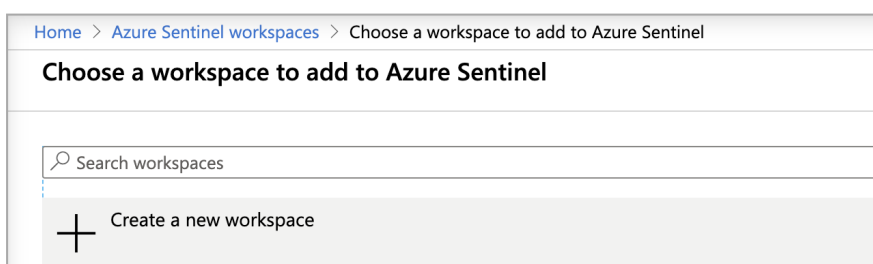 Home > Azure Sentinel workspaces > Choose a workspace to add to Azure Sentinel
Choose a workspace to add to Azure Sentinel
Search workspaces
Create a new workspace